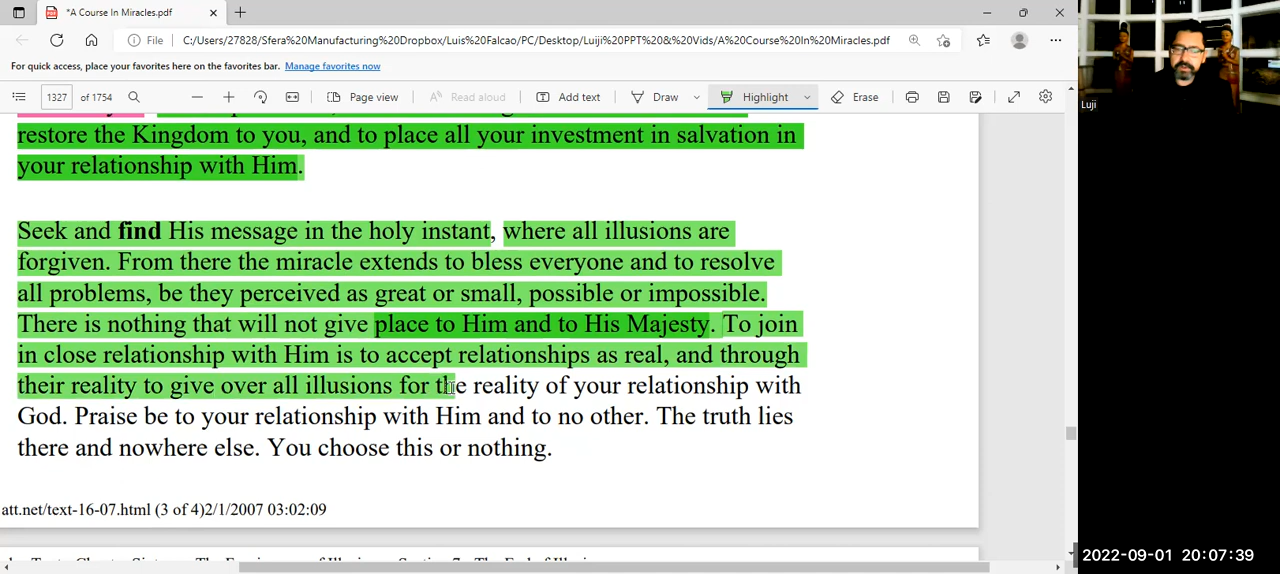 *A Course In Miracles.pdf
File C:/Users/27828/Sfera%20Manufacturing%20Dropbox/Luis%20Falcao/PC/Desktop/Luiji%20PPT%20&%20Vids/A%20Course%20In%20Miracles.pdf
For quick access, place your favorites here on the favorites bar. Manage favorites now
1327 of 1754 Page view Read aloud Add text Draw Highlight Erase
Luji
restore the Kingdom to you, and to place all your investment in salvation in
your relationship with Him.
Seek and find His message in the holy instant, where all illusions are
forgiven. From there the miracle extends to bless everyone and to resolve
all problems, be they perceived as great or small, possible or impossible.
There is nothing that will not give place to Him and to His Majesty. To join
in close relationship with Him is to accept relationships as real, and through
their reality to give over all illusions for the reality of your relationship with
God. Praise be to your relationship with Him and to no other. The truth lies
there and nowhere else. You choose this or nothing.
att.net/text-16-07.html (3 of 4)2/1/2007 03:02:09
2022-09-01 20:07:39